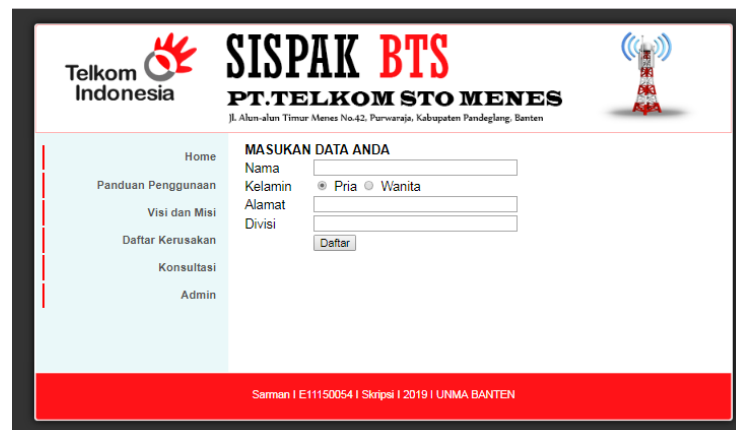 Telkom
Indonesia
SISPAK BTS
PT.TELKOM STO MENES
Jl. Alun-alun Timur Menes No.42, Purwaraja, Kabupaten Pandeglang, Banten
Home
Panduan Penggunaan
Visi dan Misi
Daftar Kerusakan
Konsultasi
Admin
MASUKAN DATA ANDA
Nama
Kelamin Pria Wanita
Alamat
Divisi
Daftar
Sarman I E11150054 I Skripsi I 2019 I UNMA BANTEN